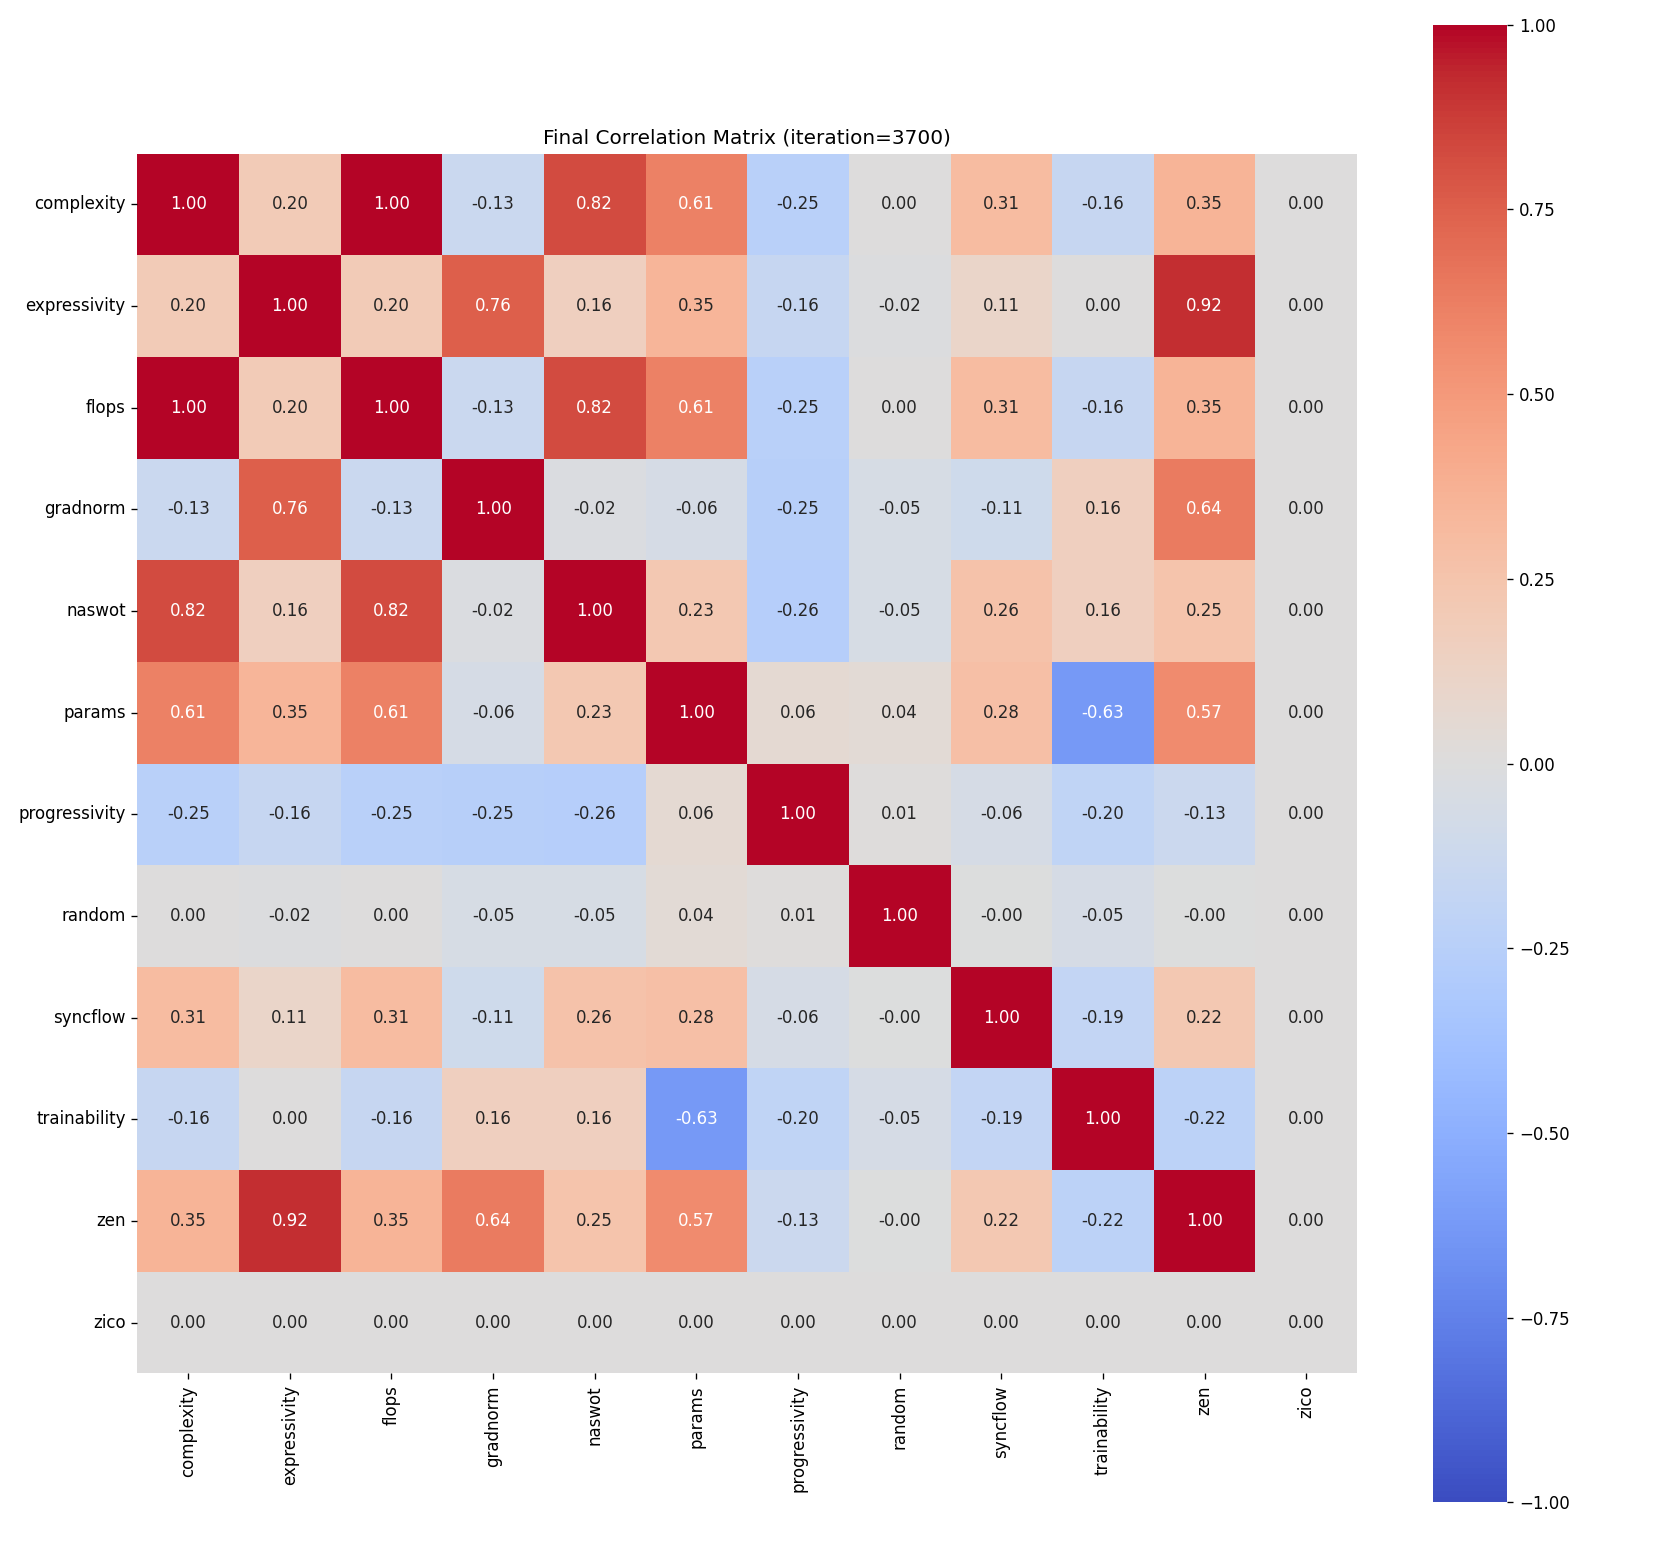 Final Correlation Matrix (iteration=3700)
complexity 1.00 0.20 1.00 -0.13 0.82 0.61 -0.25 0.00 0.31 -0.16 0.35 0.00
expressivity 0.20 1.00 0.20 0.76 0.16 0.35 -0.16 -0.02 0.11 0.00 0.92 0.00
flops 1.00 0.20 1.00 -0.13 0.82 0.61 -0.25 0.00 0.31 -0.16 0.35 0.00
gradnorm -0.13 0.76 -0.13 1.00 -0.02 -0.06 -0.25 -0.05 -0.11 0.16 0.64 0.00
naswot 0.82 0.16 0.82 -0.02 1.00 0.23 -0.26 -0.05 0.26 0.16 0.25 0.00
params 0.61 0.35 0.61 -0.06 0.23 1.00 0.06 0.04 0.28 -0.63 0.57 0.00
progressivity -0.25 -0.16 -0.25 -0.25 -0.26 0.06 1.00 0.01 -0.06 -0.20 -0.13 0.00
random 0.00 -0.02 0.00 -0.05 -0.05 0.04 0.01 1.00 -0.00 -0.05 -0.00 0.00
syncflow 0.31 0.11 0.31 -0.11 0.26 0.28 -0.06 -0.00 1.00 -0.19 0.22 0.00
trainability -0.16 0.00 -0.16 0.16 0.16 -0.63 -0.20 -0.05 -0.19 1.00 -0.22 0.00
zen 0.35 0.92 0.35 0.64 0.25 0.57 -0.13 -0.00 0.22 -0.22 1.00 0.00
zico 0.00 0.00 0.00 0.00 0.00 0.00 0.00 0.00 0.00 0.00 0.00 0.00
complexity expressivity flops gradnorm naswot params progressivity random syncflow trainability zen zico
1.00
0.75
0.50
0.25
0.00
−0.25
−0.50
−0.75
−1.00